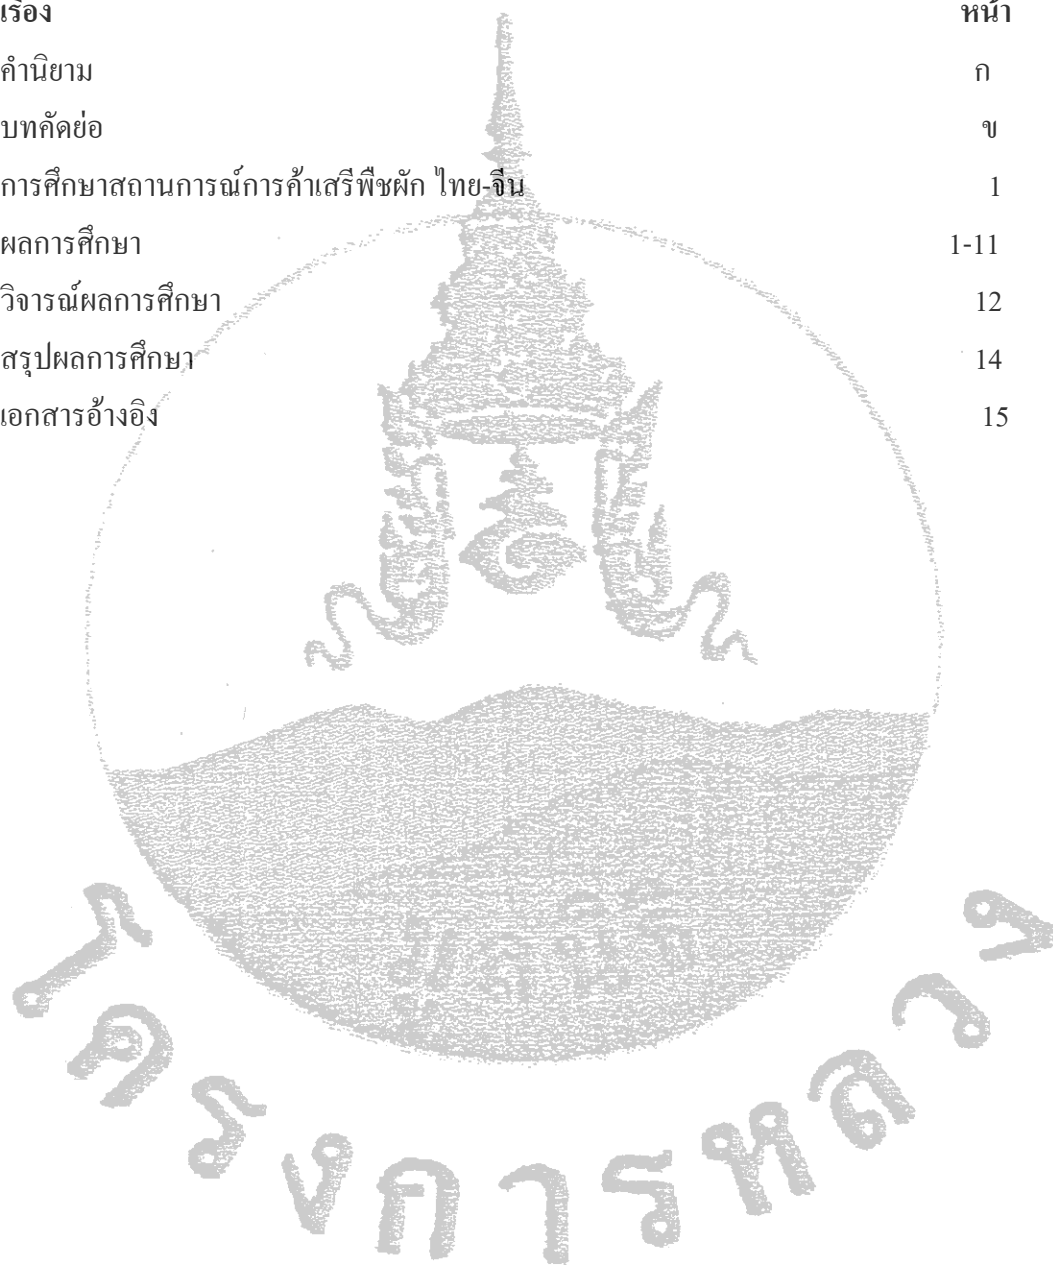 เรื่อง หน้า
คำนิยาม ก
บทคัดย่อ ข
การศึกษาสถานการณ์การค้าเสรีพืชผัก ไทย-จีน 1
ผลการศึกษา 1-11
วิจารณ์ผลการศึกษา 12
สรุปผลการศึกษา 14
เอกสารอ้างอิง 15
มูลนิธิ
โครงการหลวง